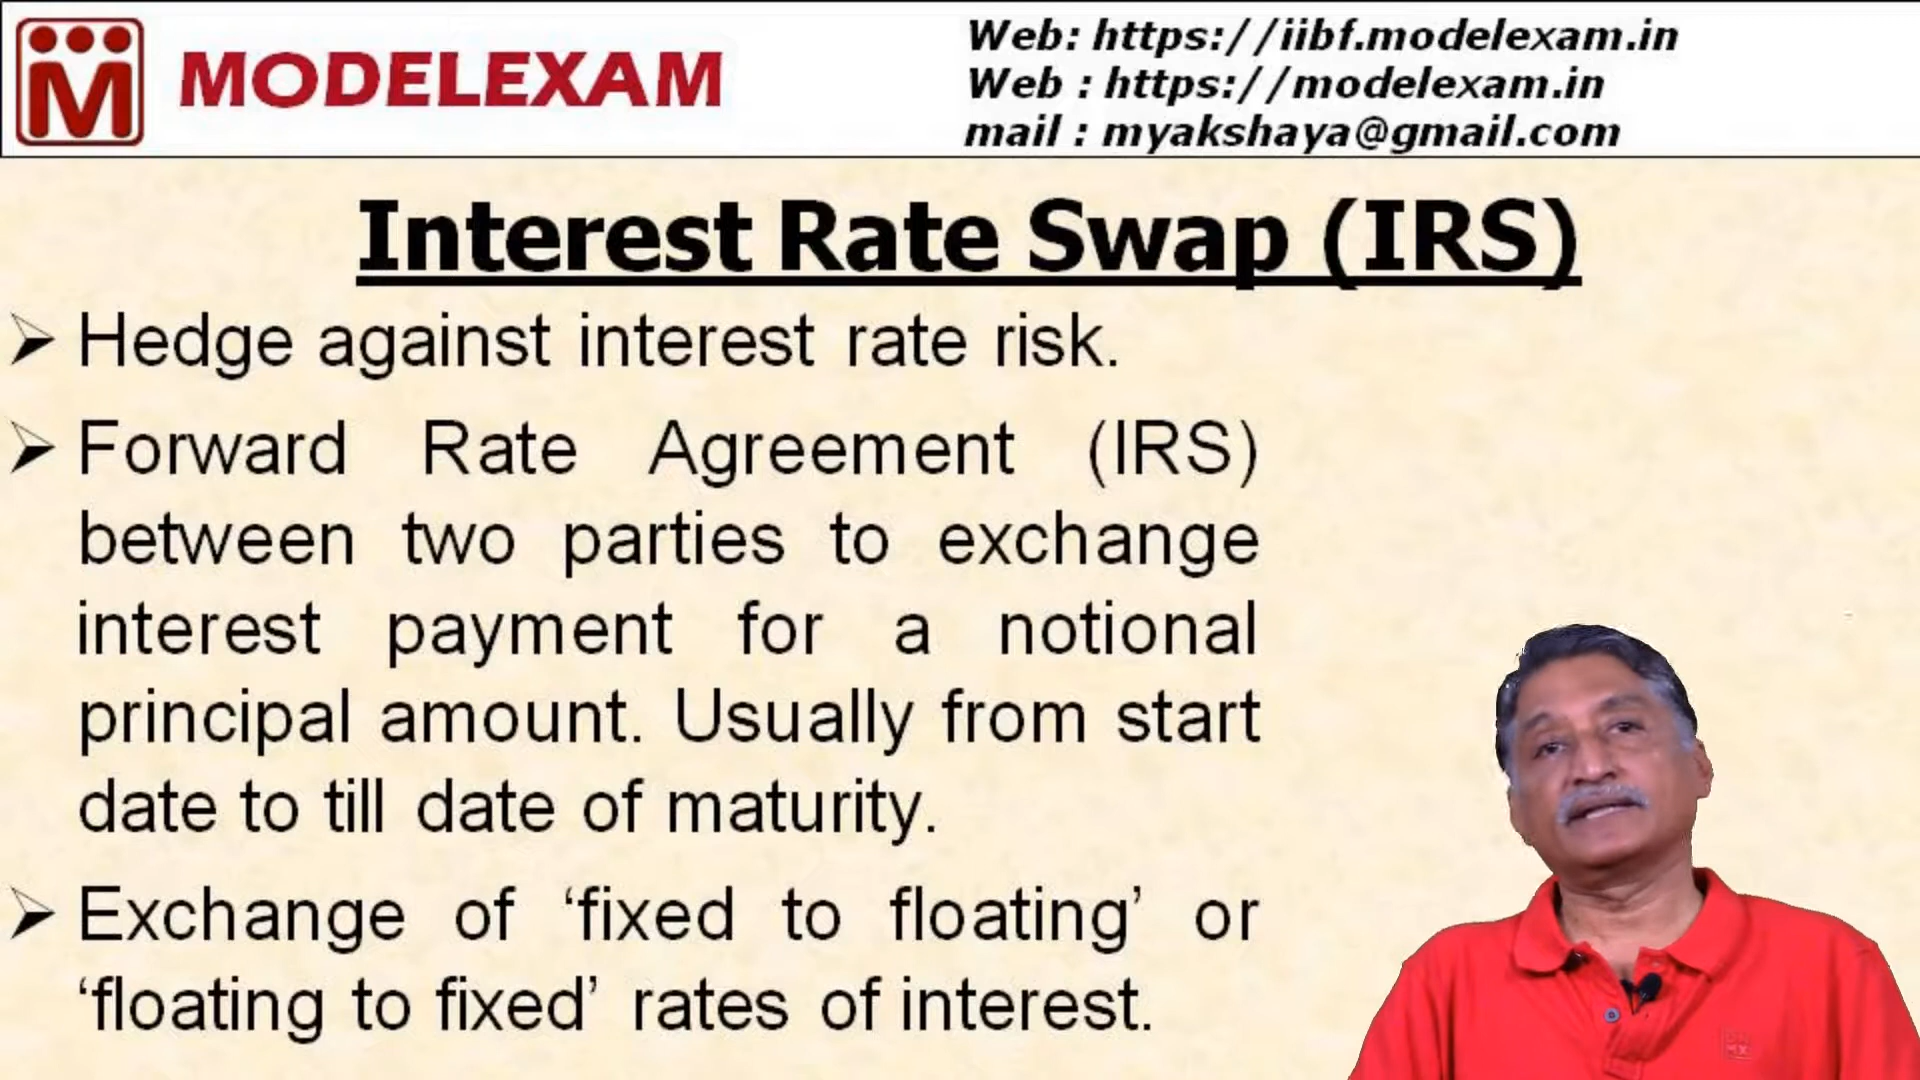 MODELEXAM
Web: https://iibf.modelexam.in
Web : https://modelexam.in
mail : myakshaya@gmail.com
Interest Rate Swap (IRS)
➢ Hedge against interest rate risk.
➢ Forward Rate Agreement (IRS)
between two parties to exchange
interest payment for a notional
principal amount. Usually from start
date to till date of maturity.
➢ Exchange of ‘fixed to floating’ or
‘floating to fixed’ rates of interest.